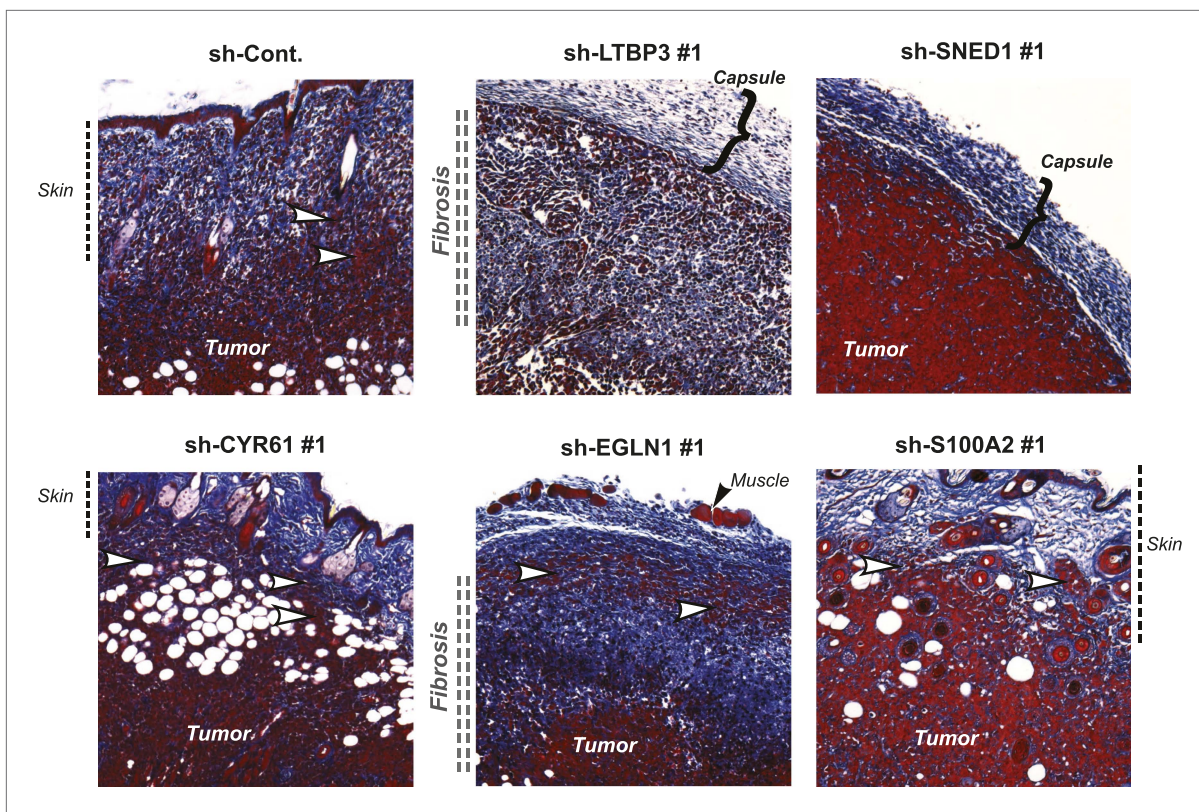 sh-Cont.
sh-LTBP3 #1
sh-SNED1 #1
Skin
Tumor
Fibrosis
Capsule
Capsule
Tumor
sh-CYR61 #1
sh-EGLN1 #1
sh-S100A2 #1
Skin
Tumor
Fibrosis
Muscle
Tumor
Skin
Tumor